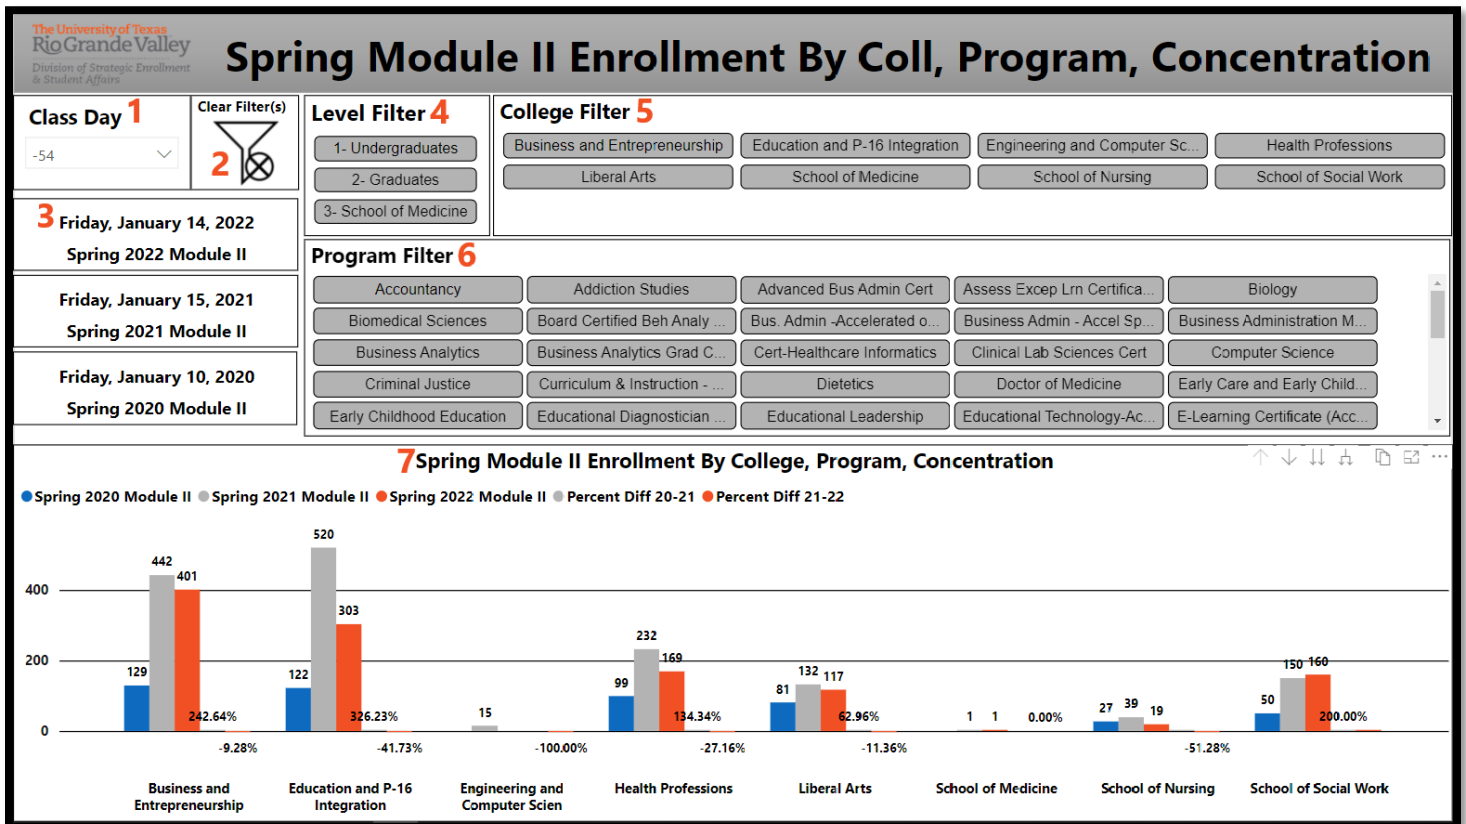 The University of Texas
Rio Grande Valley
Division of Strategic Enrollment
& Student Affairs
Spring Module II Enrollment By Coll, Program, Concentration
Class Day 1
-54
Clear Filter(s)
2
3 Friday, January 14, 2022
Spring 2022 Module II
Friday, January 15, 2021
Spring 2021 Module II
Friday, January 10, 2020
Spring 2020 Module II
Level Filter 4
1- Undergraduates
2- Graduates
3- School of Medicine
College Filter 5
Business and Entrepreneurship Education and P-16 Integration Engineering and Computer Sc... Health Professions
Liberal Arts School of Medicine School of Nursing School of Social Work
Program Filter 6
Accountancy Addiction Studies Advanced Bus Admin Cert Assess Excep Lrn Certifica... Biology
Biomedical Sciences Board Certified Beh Analy ... Bus. Admin -Accelerated o... Business Admin - Accel Sp... Business Administration M...
Business Analytics Business Analytics Grad C... Cert-Healthcare Informatics Clinical Lab Sciences Cert Computer Science
Criminal Justice Curriculum & Instruction - ... Dietetics Doctor of Medicine Early Care and Early Child...
Early Childhood Education Educational Diagnostician ... Educational Leadership Educational Technology-Ac... E-Learning Certificate (Acc...
7 Spring Module II Enrollment By College, Program, Concentration
Spring 2020 Module II Spring 2021 Module II Spring 2022 Module II Percent Diff 20-21 Percent Diff 21-22
520
442
401
400
303
232
200
169
150 160
129
122
99
81
132 117
50
27 39 19
15
1 1 0.00%
242.64% 326.23% 134.34% 62.96% 200.00%
0
-9.28% -41.73% -100.00% -27.16% -11.36% -51.28%
Business and
Entrepreneurship
Education and P-16
Integration
Engineering and
Computer Scien
Health Professions
Liberal Arts
School of Medicine
School of Nursing
School of Social Work